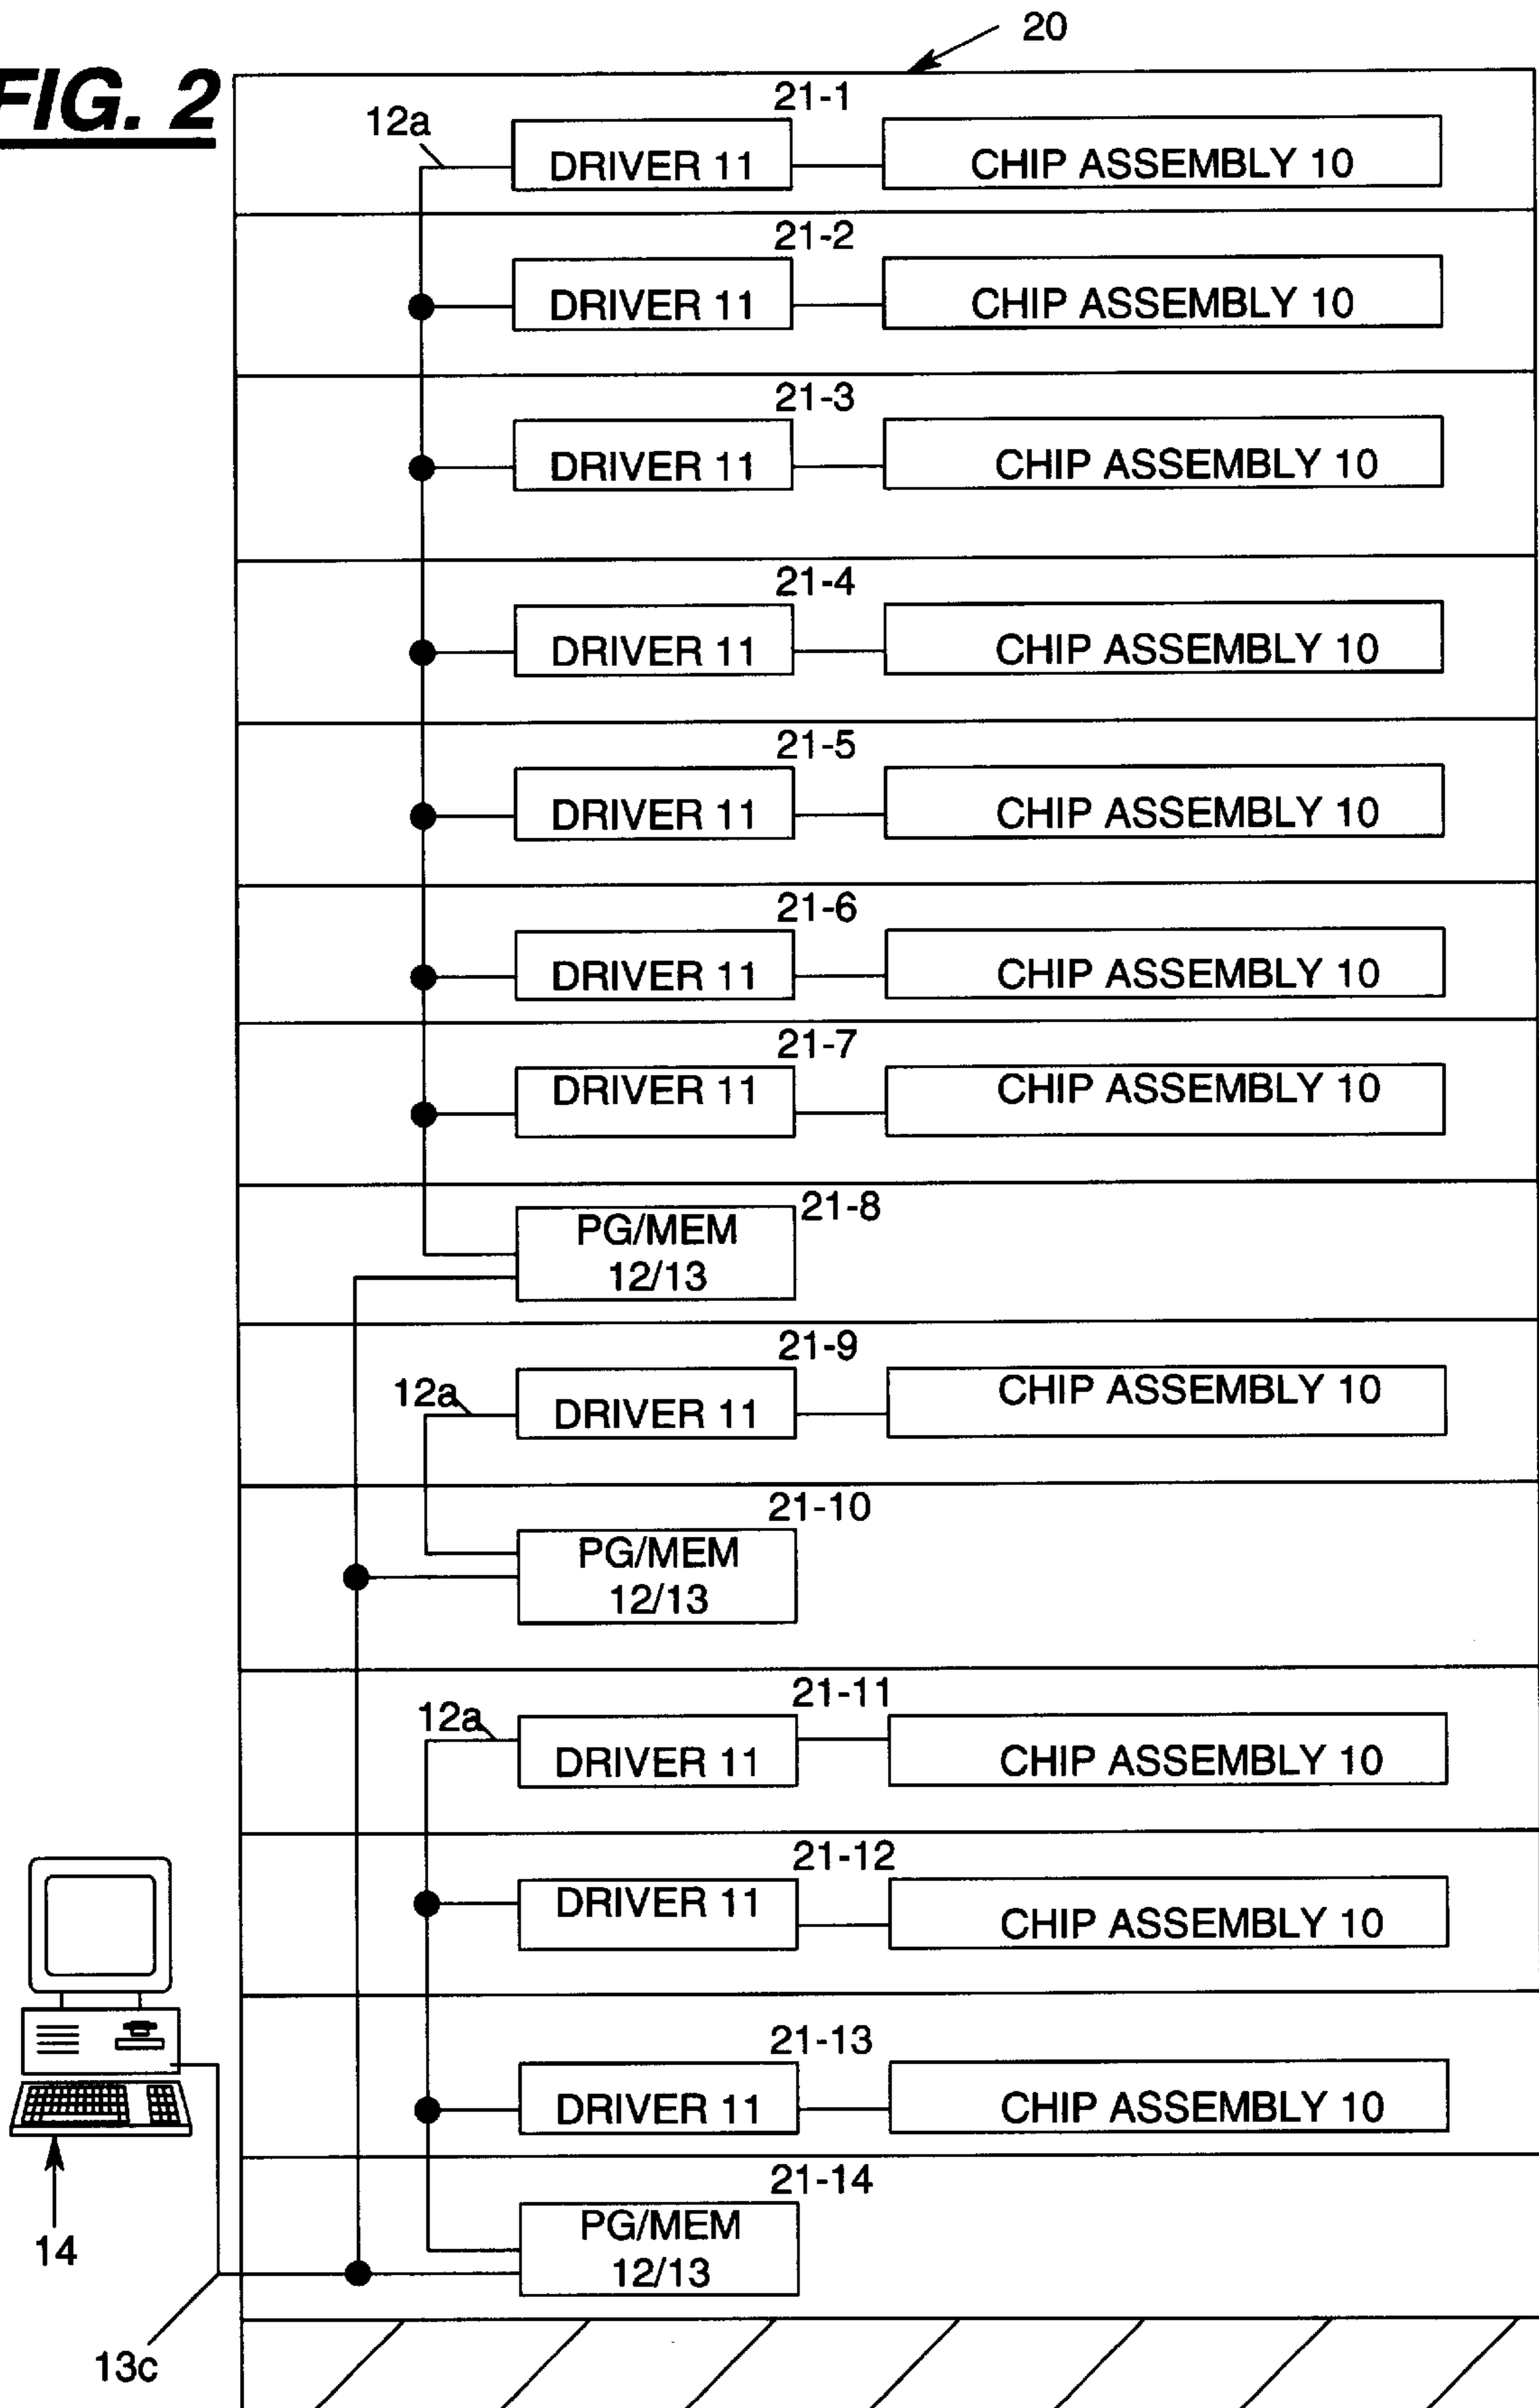 20
FIG. 2
21-1
12a
DRIVER 11
CHIP ASSEMBLY 10
21-2
DRIVER 11
CHIP ASSEMBLY 10
21-3
DRIVER 11
CHIP ASSEMBLY 10
21-4
DRIVER 11
CHIP ASSEMBLY 10
21-5
DRIVER 11
CHIP ASSEMBLY 10
21-6
DRIVER 11
CHIP ASSEMBLY 10
21-7
DRIVER 11
CHIP ASSEMBLY 10
21-8
PG/MEM
12/13
21-9
12a
DRIVER 11
CHIP ASSEMBLY 10
21-10
PG/MEM
12/13
21-11
12a
DRIVER 11
CHIP ASSEMBLY 10
21-12
DRIVER 11
CHIP ASSEMBLY 10
21-13
DRIVER 11
CHIP ASSEMBLY 10
21-14
PG/MEM
12/13
14
13c